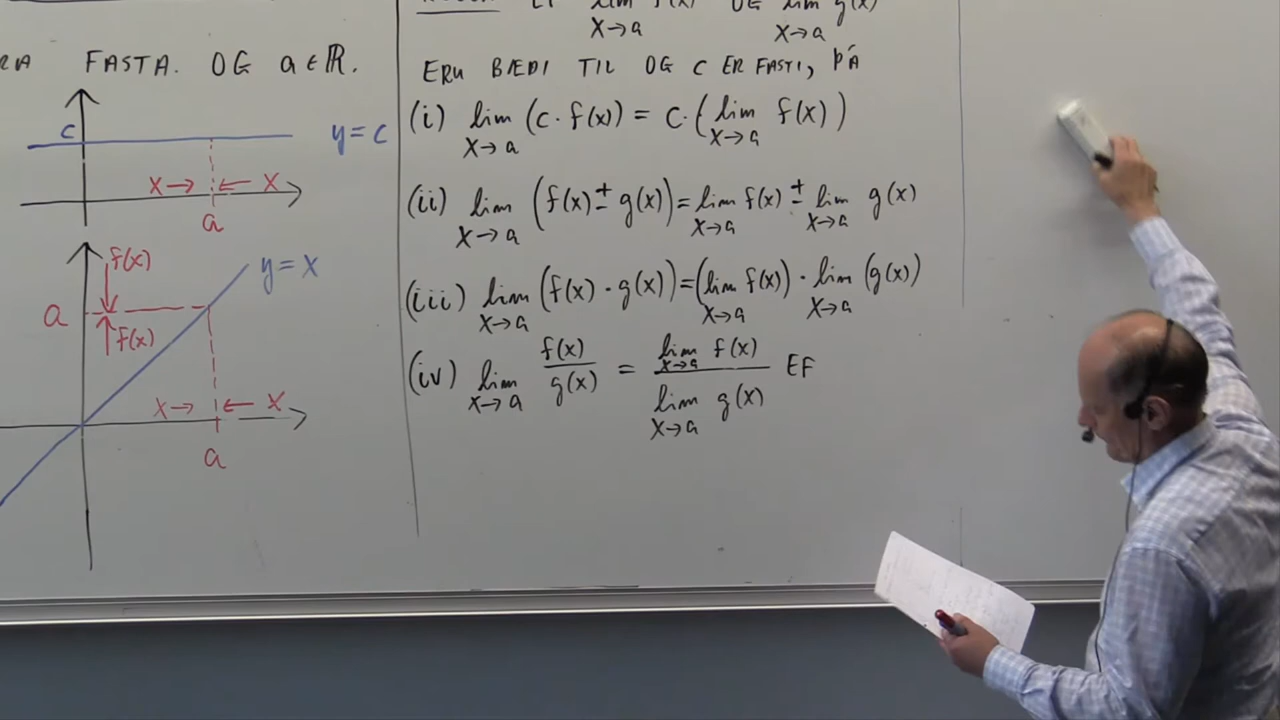 FASTA. OG a∈ℝ.
c
y=c
x→ ← x
a
f(x)
y=x
a
f(x)
x→ ← x
a
x→a x→a
ERU BÆÐI TIL OG C ER FASTI, ÞÁ
(i) lim x→a (c·f(x)) = c·(lim x→a f(x))
(ii) lim x→a (f(x) ± g(x)) = lim x→a f(x) ± lim x→a g(x)
(iii) lim x→a (f(x)·g(x)) = (lim x→a f(x)) · lim x→a (g(x))
(iv) lim x→a f(x)/g(x) = lim x→a f(x) / lim x→a g(x) EF